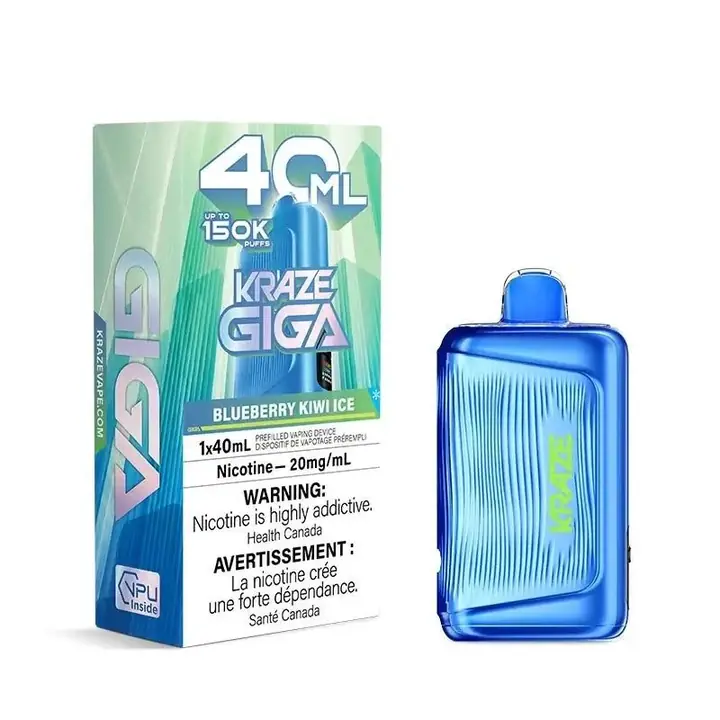 40ML
UP TO
150K
PUFFS
KRAZE
GIGA
BLUEBERRY KIWI ICE
GIGA
1x40mL PREFILLED VAPING DEVICE
DISPOSITIF DE VAPOTAGE PRÉREMPLI
Nicotine — 20mg/mL
WARNING:
Nicotine is highly addictive.
Health Canada
AVERTISSEMENT :
La nicotine crée
une forte dépendance.
Santé Canada
GIGA
KRAZEVAPE.COM
VPU
Inside
KRAZE